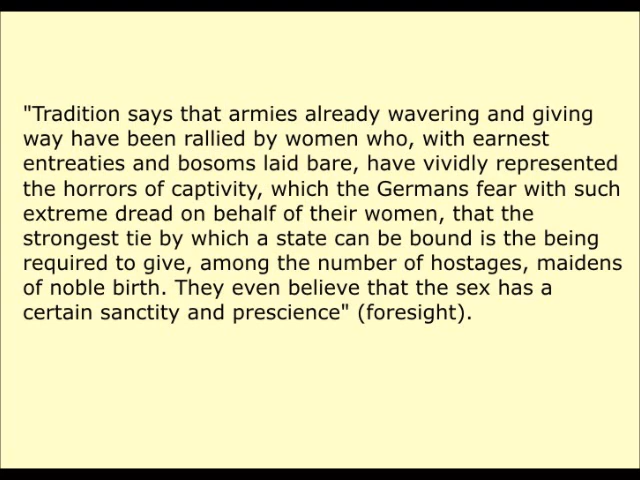 "Tradition says that armies already wavering and giving
way have been rallied by women who, with earnest
entreaties and bosoms laid bare, have vividly represented
the horrors of captivity, which the Germans fear with such
extreme dread on behalf of their women, that the
strongest tie by which a state can be bound is the being
required to give, among the number of hostages, maidens
of noble birth. They even believe that the sex has a
certain sanctity and prescience" (foresight).